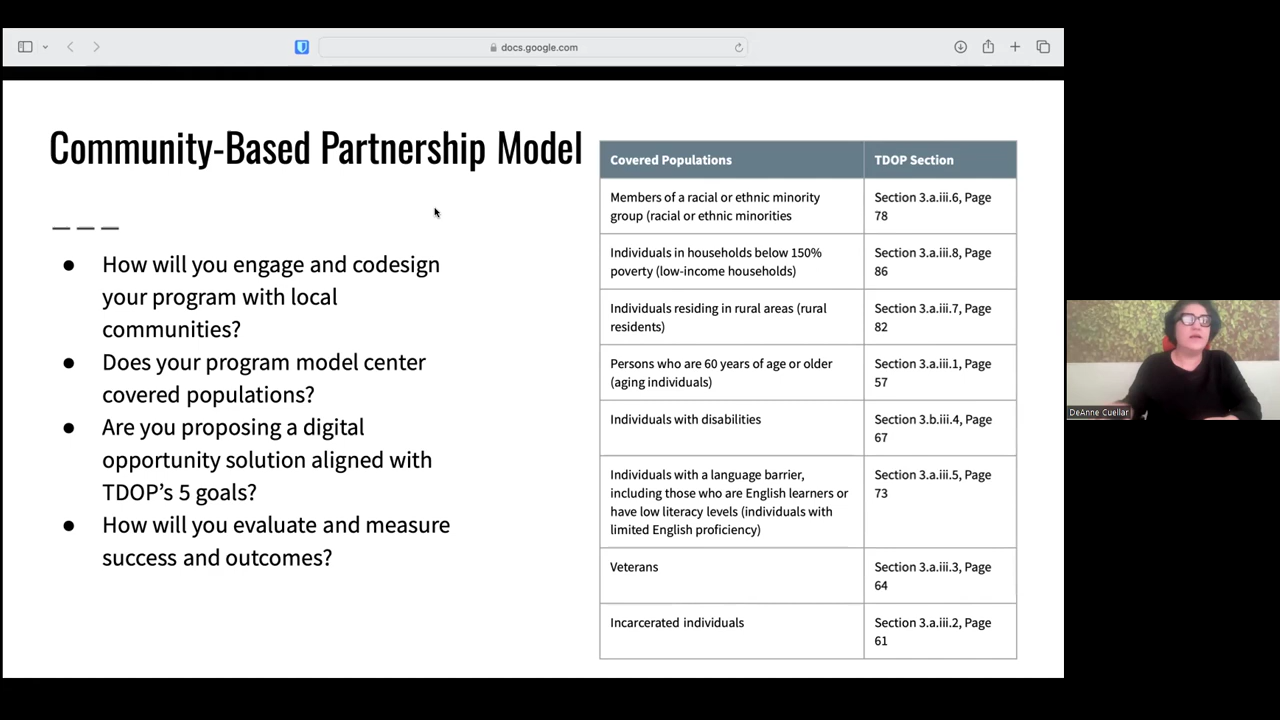 docs.google.com
Community-Based Partnership Model
● How will you engage and codesign
your program with local
communities?
● Does your program model center
covered populations?
● Are you proposing a digital
opportunity solution aligned with
TDOP’s 5 goals?
● How will you evaluate and measure
success and outcomes?
Covered Populations
TDOP Section
Members of a racial or ethnic minority
group (racial or ethnic minorities
Section 3.a.iii.6, Page
78
Individuals in households below 150%
poverty (low-income households)
Section 3.a.iii.8, Page
86
Individuals residing in rural areas (rural
residents)
Section 3.a.iii.7, Page
82
Persons who are 60 years of age or older
(aging individuals)
Section 3.a.iii.1, Page
57
Individuals with disabilities
Section 3.b.iii.4, Page
67
Individuals with a language barrier,
including those who are English learners or
have low literacy levels (individuals with
limited English proficiency)
Section 3.a.iii.5, Page
73
Veterans
Section 3.a.iii.3, Page
64
Incarcerated individuals
Section 3.a.iii.2, Page
61
DeAnne Cuellar